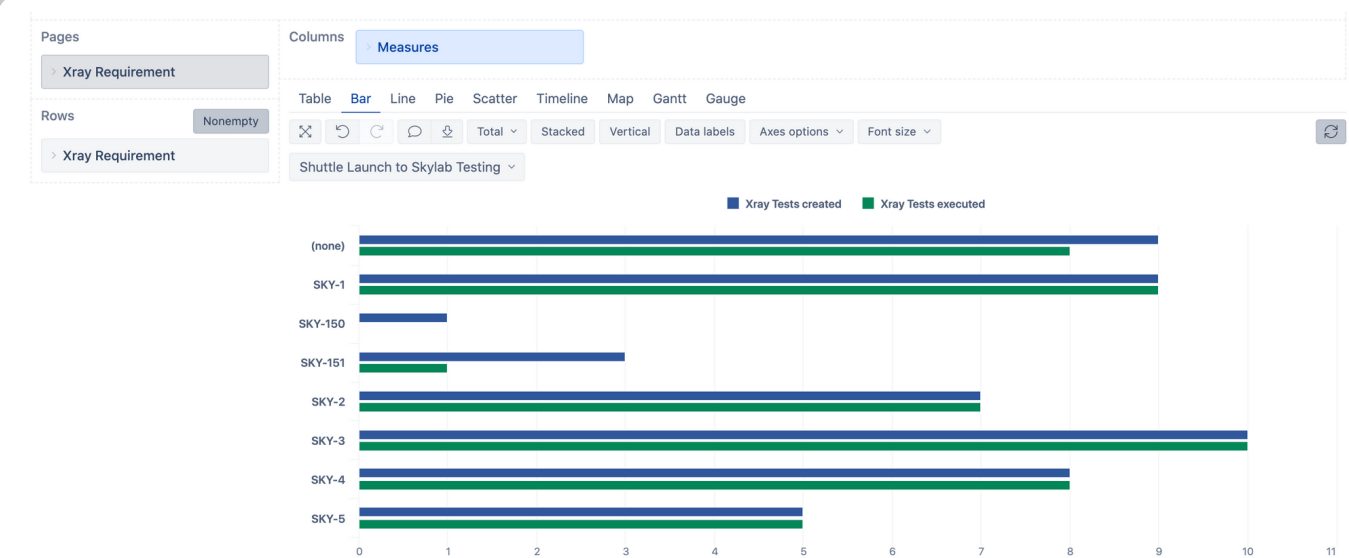 Pages
Xray Requirement
Rows
Nonempty
Xray Requirement
Columns
Measures
Table Bar Line Pie Scatter Timeline Map Gantt Gauge
Total Stacked Vertical Data labels Axes options Font size
Shuttle Launch to Skylab Testing
Xray Tests created Xray Tests executed
(none)
SKY-1
SKY-150
SKY-151
SKY-2
SKY-3
SKY-4
SKY-5
0 1 2 3 4 5 6 7 8 9 10 11